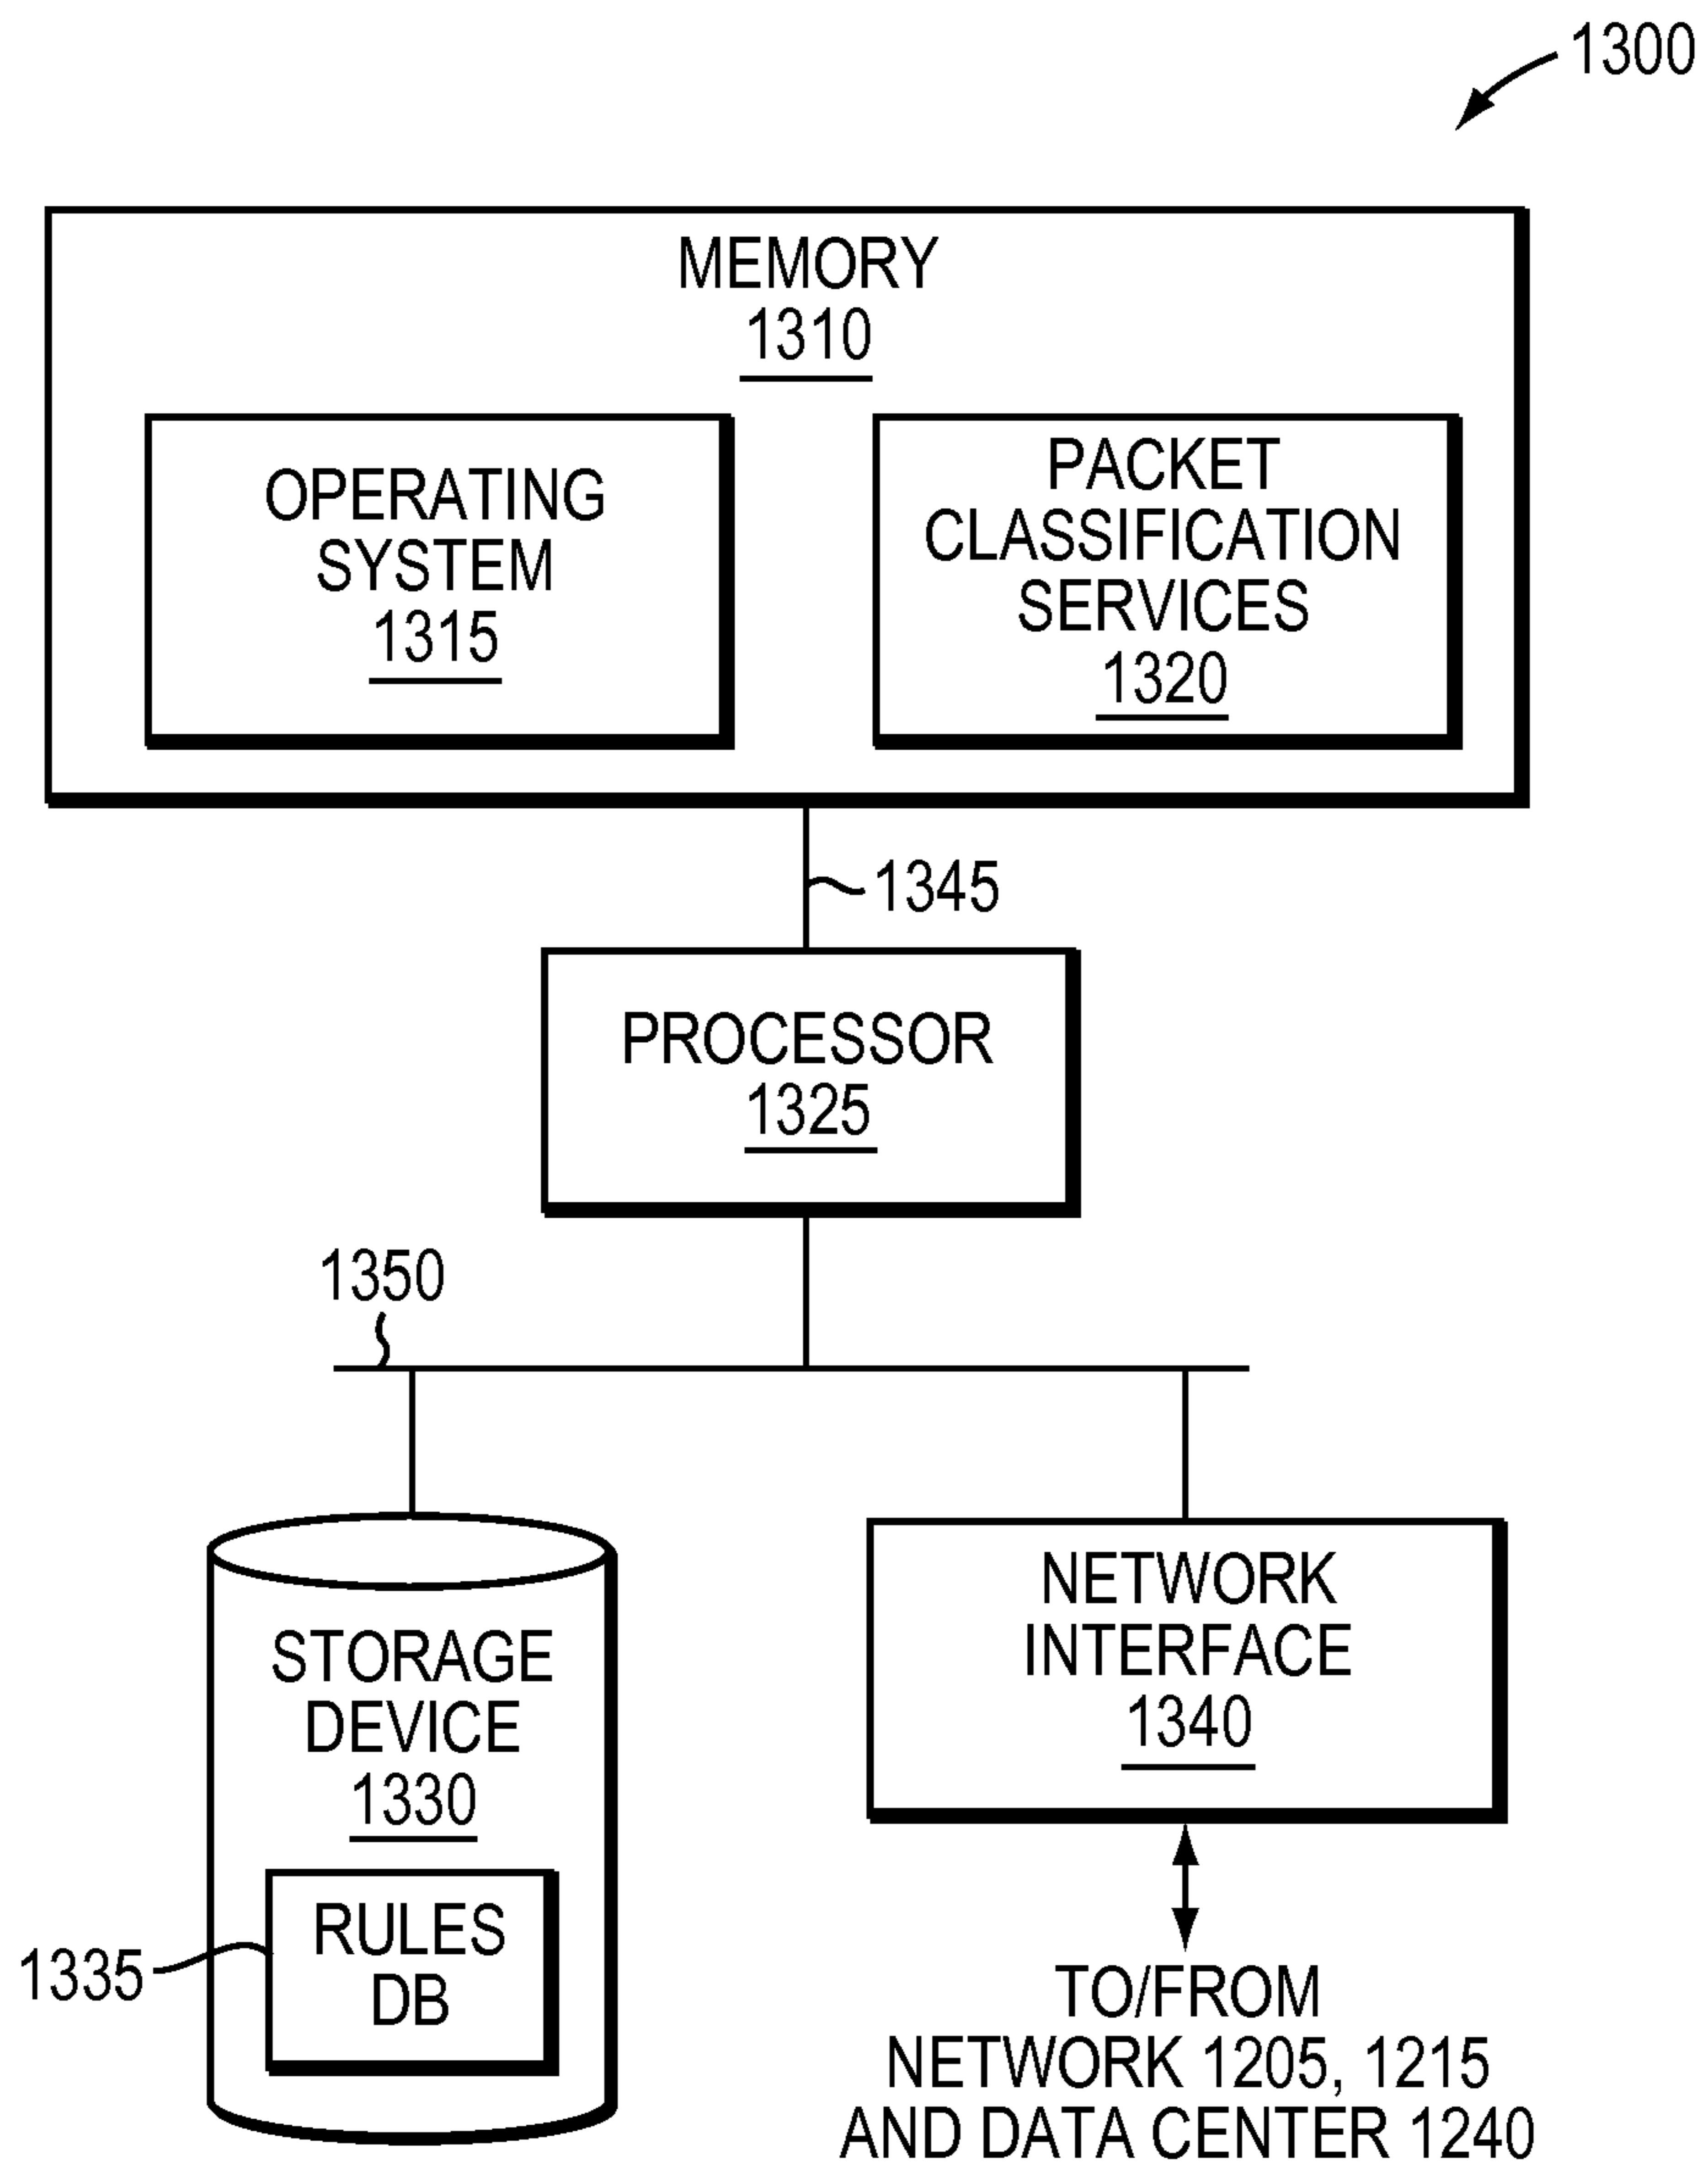 1300
MEMORY
1310
OPERATING
SYSTEM
1315
PACKET
CLASSIFICATION
SERVICES
1320
1345
PROCESSOR
1325
1350
STORAGE
DEVICE
1330
RULES
DB
1335
NETWORK
INTERFACE
1340
TO/FROM
NETWORK 1205, 1215
AND DATA CENTER 1240